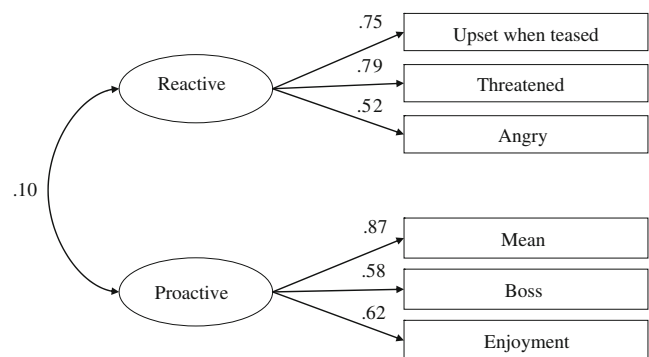 .75
Upset when teased
.79
Reactive
Threatened
.52
Angry
.10
.87
Mean
.58
Proactive
Boss
.62
Enjoyment